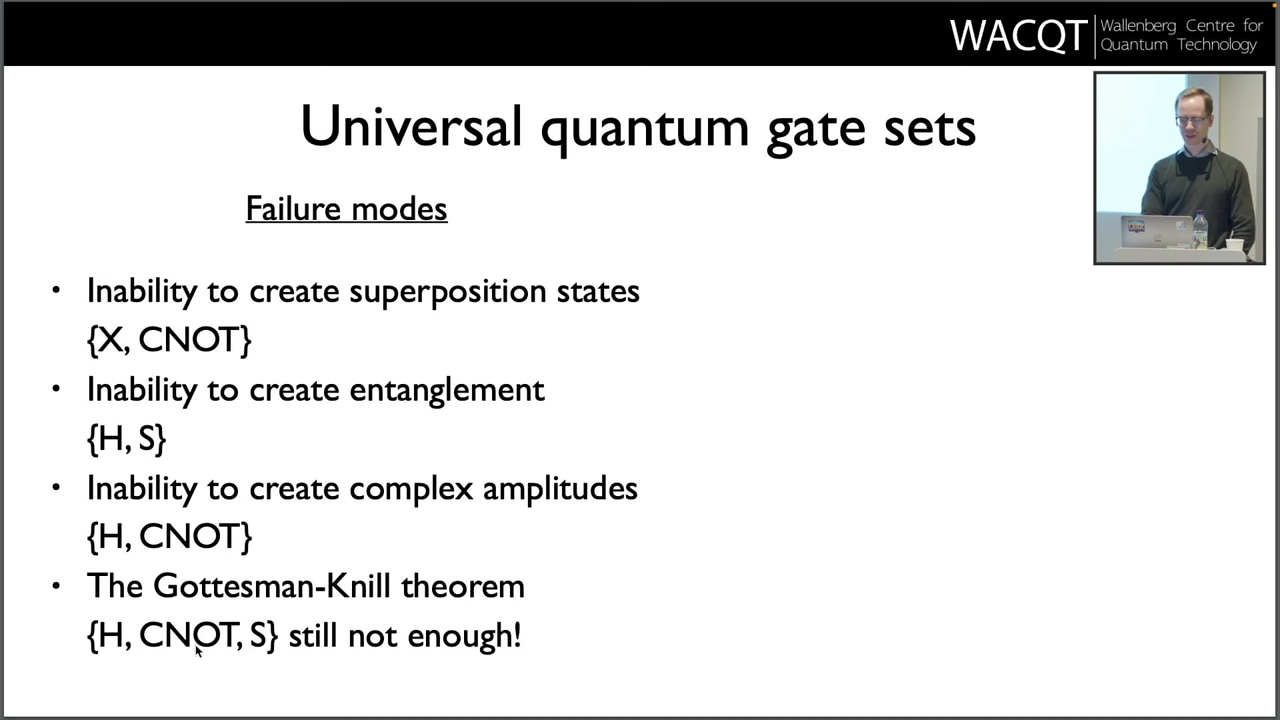 WACQT
Wallenberg Centre for
Quantum Technology
Universal quantum gate sets
Failure modes
• Inability to create superposition states
{X, CNOT}
• Inability to create entanglement
{H, S}
• Inability to create complex amplitudes
{H, CNOT}
• The Gottesman-Knill theorem
{H, CNOT, S} still not enough!